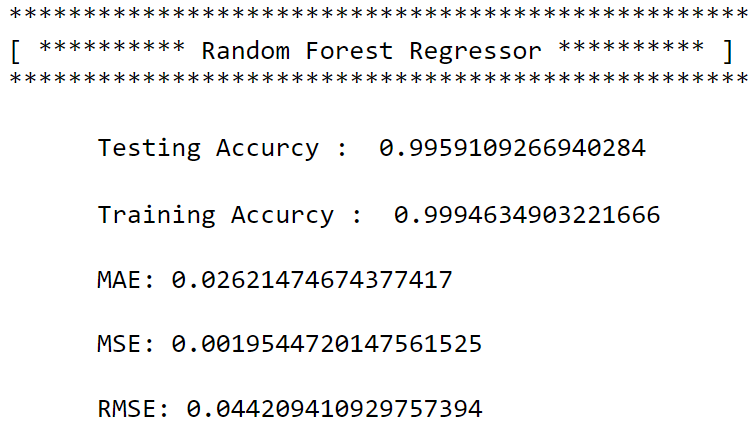 **************************************************
[ ********** Random Forest Regressor ********** ]
**************************************************
Testing Accurcy :  0.9959109266940284
Training Accurcy :  0.9994634903221666
MAE: 0.02621474674377417
MSE: 0.0019544720147561525
RMSE: 0.044209410929757394